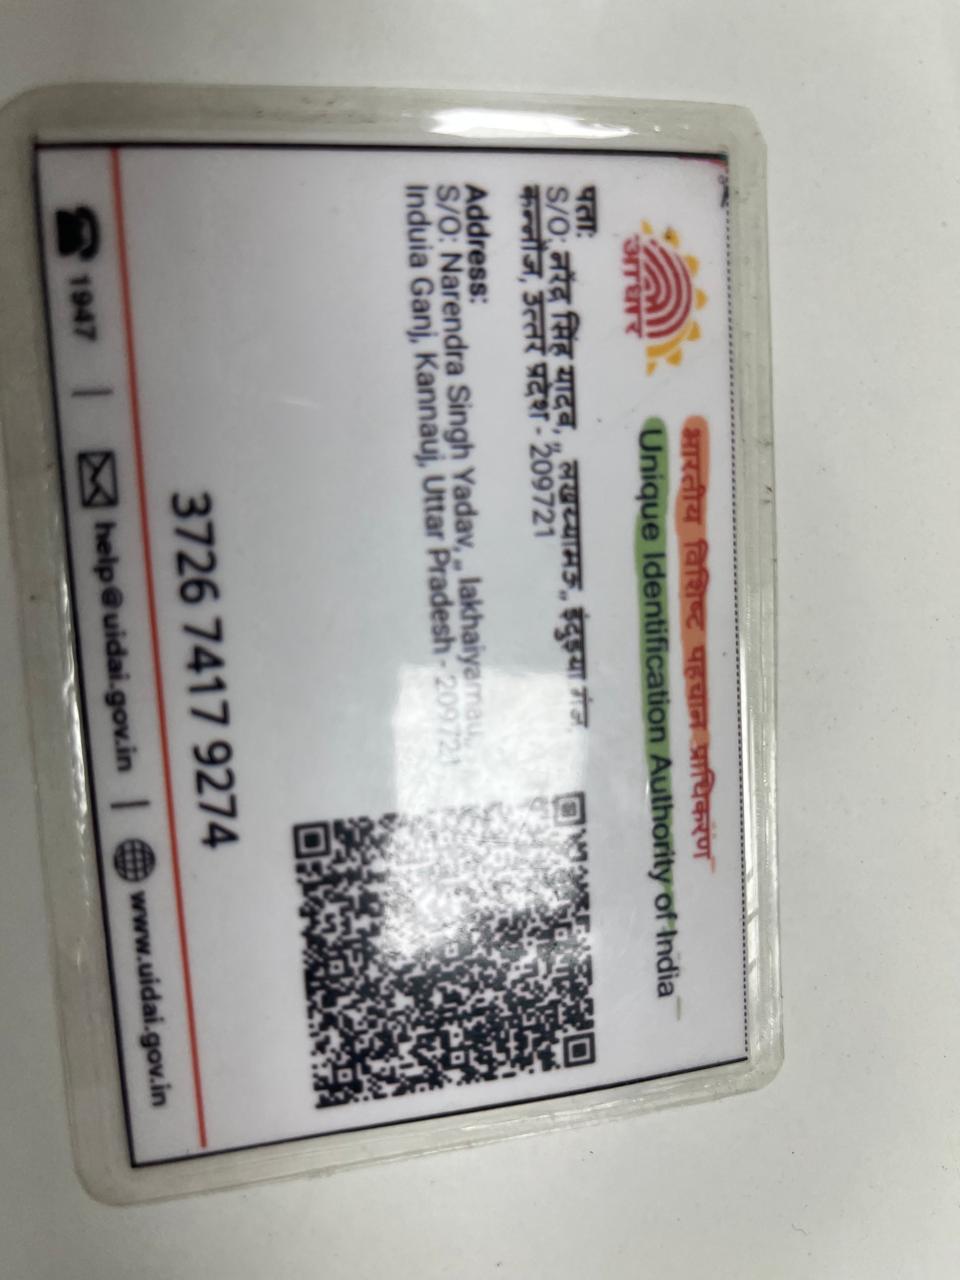 आधार
भारतीय विशिष्ट पहचान प्राधिकरण
Unique Identification Authority of India
पता:
S/O: नरेंद्र सिंह यादव, , लखय्यामऊ,, इंदुइया गंज,
कन्नौज, उत्तर प्रदेश - 209721
Address:
S/O: Narendra Singh Yadav, , lakhaiyamau,,
Induia Ganj, Kannauj, Uttar Pradesh - 209721
3726 7417 9274
1947 | help@uidai.gov.in | www.uidai.gov.in